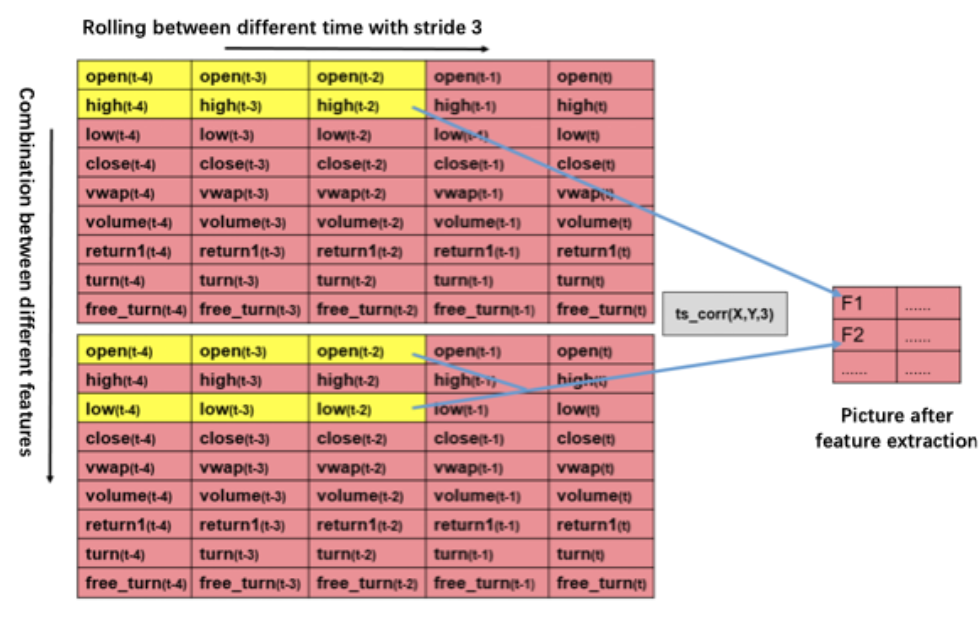 Rolling between different time with stride 3
Combination between different features
open(t-4) open(t-3) open(t-2) open(t-1) open(t)
high(t-4) high(t-3) high(t-2) high(t-1) high(t)
low(t-4) low(t-3) low(t-2) low(t-1) low(t)
close(t-4) close(t-3) close(t-2) close(t-1) close(t)
vwap(t-4) vwap(t-3) vwap(t-2) vwap(t-1) vwap(t)
volume(t-4) volume(t-3) volume(t-2) volume(t-1) volume(t)
return1(t-4) return1(t-3) return1(t-2) return1(t-1) return1(t)
turn(t-4) turn(t-3) turn(t-2) turn(t-1) turn(t)
free_turn(t-4) free_turn(t-3) free_turn(t-2) free_turn(t-1) free_turn(t)
open(t-4) open(t-3) open(t-2) open(t-1) open(t)
high(t-4) high(t-3) high(t-2) high(t-1) high(t)
low(t-4) low(t-3) low(t-2) low(t-1) low(t)
close(t-4) close(t-3) close(t-2) close(t-1) close(t)
vwap(t-4) vwap(t-3) vwap(t-2) vwap(t-1) vwap(t)
volume(t-4) volume(t-3) volume(t-2) volume(t-1) volume(t)
return1(t-4) return1(t-3) return1(t-2) return1(t-1) return1(t)
turn(t-4) turn(t-3) turn(t-2) turn(t-1) turn(t)
free_turn(t-4) free_turn(t-3) free_turn(t-2) free_turn(t-1) free_turn(t)
ts_corr(X,Y,3)
F1 ......
F2 ......
...... ......
Picture after
feature extraction